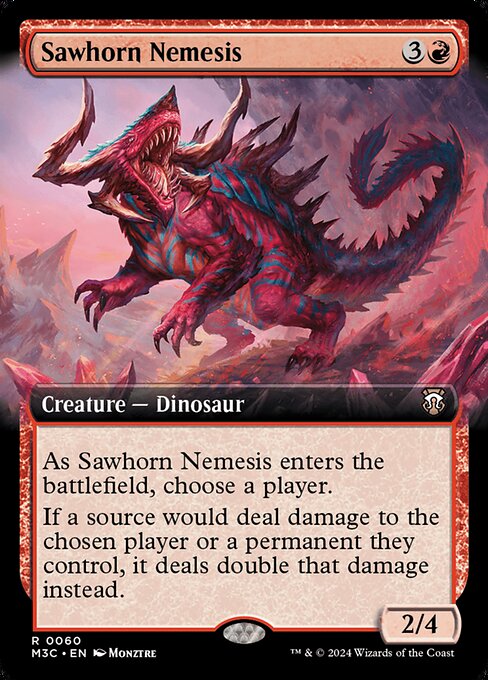 Sawhorn Nemesis 3
Creature — Dinosaur
As Sawhorn Nemesis enters the
battlefield, choose a player.
If a source would deal damage to the
chosen player or a permanent they
control, it deals double that damage
instead.
2/4
R 0060
M3C • EN Monztre
™ & © 2024 Wizards of the Coast